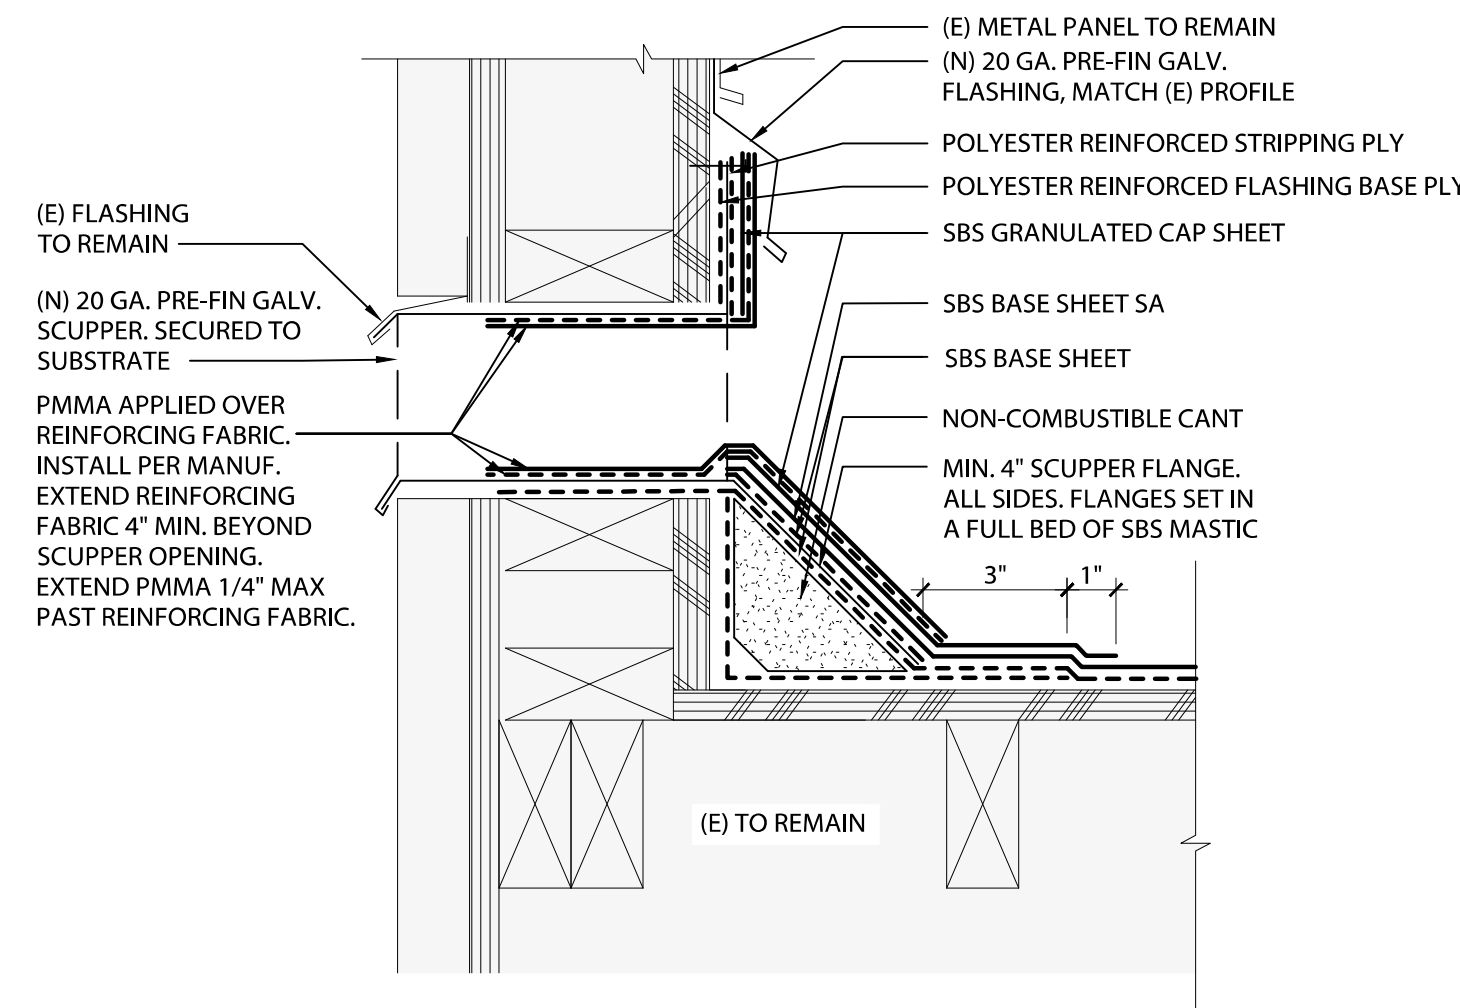 (E) METAL PANEL TO REMAIN
(N) 20 GA. PRE-FIN GALV.
FLASHING, MATCH (E) PROFILE
POLYESTER REINFORCED STRIPPING PLY
POLYESTER REINFORCED FLASHING BASE PLY
SBS GRANULATED CAP SHEET
SBS BASE SHEET SA
SBS BASE SHEET
NON-COMBUSTIBLE CANT
MIN. 4" SCUPPER FLANGE.
ALL SIDES. FLANGES SET IN
A FULL BED OF SBS MASTIC
3"
1"
(E) FLASHING
TO REMAIN
(N) 20 GA. PRE-FIN GALV.
SCUPPER. SECURED TO
SUBSTRATE
PMMA APPLIED OVER
REINFORCING FABRIC.
INSTALL PER MANUF.
EXTEND REINFORCING
FABRIC 4" MIN. BEYOND
SCUPPER OPENING.
EXTEND PMMA 1/4" MAX
PAST REINFORCING FABRIC.
(E) TO REMAIN